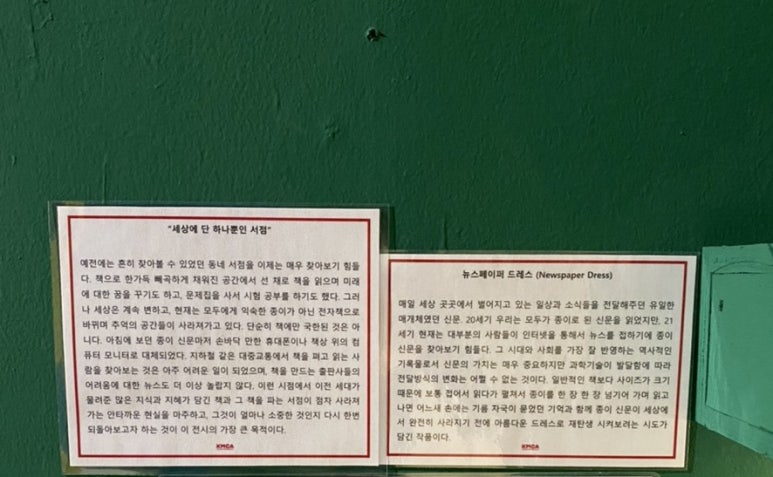 "세상에 단 하나뿐인 서점"
예전에는 흔히 찾아볼 수 있었던 동네 서점을 이제는 매우 찾아보기 힘들
다. 책으로 한가득 빼곡하게 채워진 공간에서 선 채로 책을 읽으며 미래
에 대한 꿈을 꾸기도 하고, 문제집을 사서 시험 공부를 하기도 했다. 그러
나 세상은 계속 변하고, 현재는 모두에게 익숙한 종이가 아닌 전자책으로
바뀌며 추억의 공간들이 사라져가고 있다. 단순히 책에만 국한된 것은 아
니다. 아침에 보던 종이 신문마저 손바닥 만한 휴대폰이나 책상 위의 컴
퓨터 모니터로 대체되었다. 지하철 같은 대중교통에서 책을 펴고 읽는 사
람을 찾아보는 것은 아주 어려운 일이 되었으며, 책을 만드는 출판사들의
어려움에 대한 뉴스도 더 이상 놀랍지 않다. 이런 시점에서 이전 세대가
물려준 많은 지식과 지혜가 담긴 책과 그 책을 파는 서점이 점차 사라져
가는 안타까운 현실을 마주하고, 그것이 얼마나 소중한 것인지 다시 한번
되돌아보고자 하는 것이 이 전시의 가장 큰 목적이다.
KMCA
뉴스페이퍼 드레스 (Newspaper Dress)
매일 세상 곳곳에서 벌어지고 있는 일상과 소식들을 전달해주던 유일한
매개체였던 신문. 20세기 우리는 모두가 종이로 된 신문을 읽었지만, 21
세기 현재는 대부분의 사람들이 인터넷을 통해서 뉴스를 접하기에 종이
신문을 찾아보기 힘들다. 그 시대와 사회를 가장 잘 반영하는 역사적인
기록물로서 신문의 가치는 매우 중요하지만 과학기술이 발달함에 따라
전달방식의 변화는 어쩔 수 없는 것이다. 일반적인 책보다 사이즈가 크기
때문에 보통 접어서 읽다가 펼쳐서 종이를 한 장 한 장 넘기어 가며 읽고
나면 어느새 손에는 기름 자국이 묻었던 기억과 함께 종이 신문이 세상에
서 완전히 사라지기 전에 아름다운 드레스로 재탄생 시켜보려는 시도가
담긴 작품이다.
KMCA